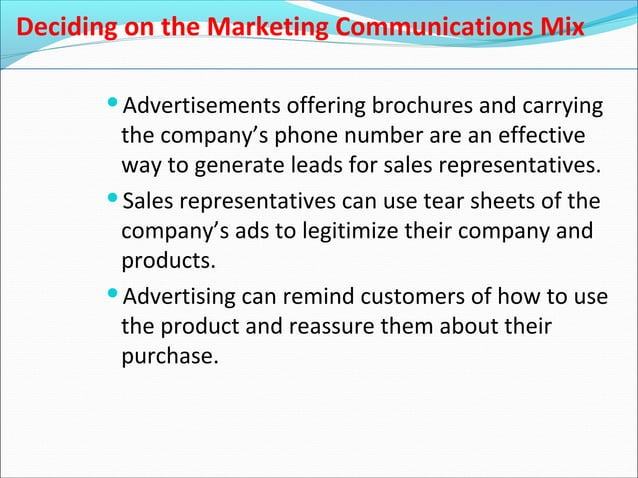 Deciding on the Marketing Communications Mix
•Advertisements offering brochures and carrying
the company’s phone number are an effective
way to generate leads for sales representatives.
•Sales representatives can use tear sheets of the
company’s ads to legitimize their company and
products.
•Advertising can remind customers of how to use
the product and reassure them about their
purchase.